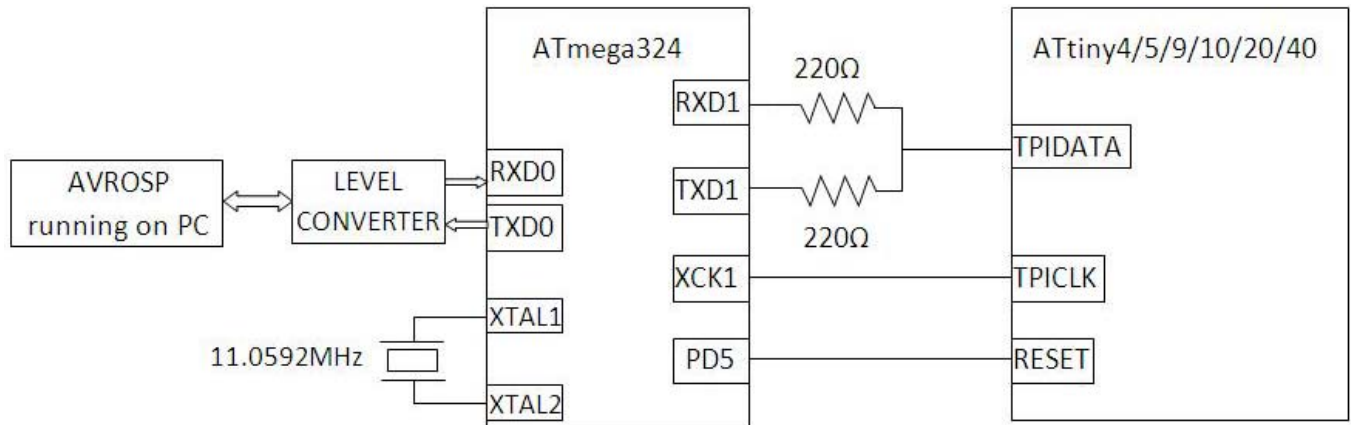 AVROSP
running on PC
LEVEL
CONVERTER
ATmega324
RXD0
TXD0
XTAL1
XTAL2
11.0592MHz
RXD1
TXD1
XCK1
PD5
220Ω
220Ω
ATtiny4/5/9/10/20/40
TPIDATA
TPICLK
RESET